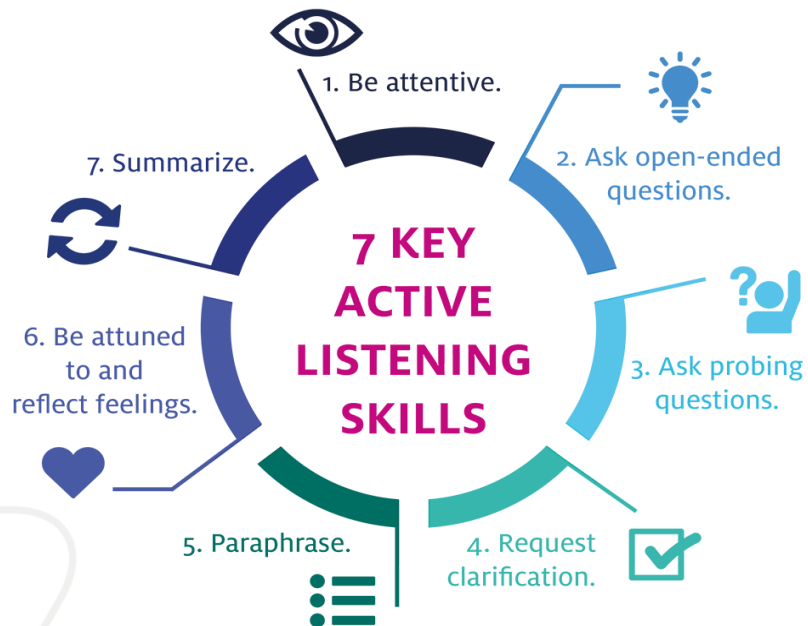 7 KEY
ACTIVE
LISTENING
SKILLS
1. Be attentive.
2. Ask open-ended
questions.
3. Ask probing
questions.
4. Request
clarification.
5. Paraphrase.
6. Be attuned
to and
reflect feelings.
7. Summarize.
?